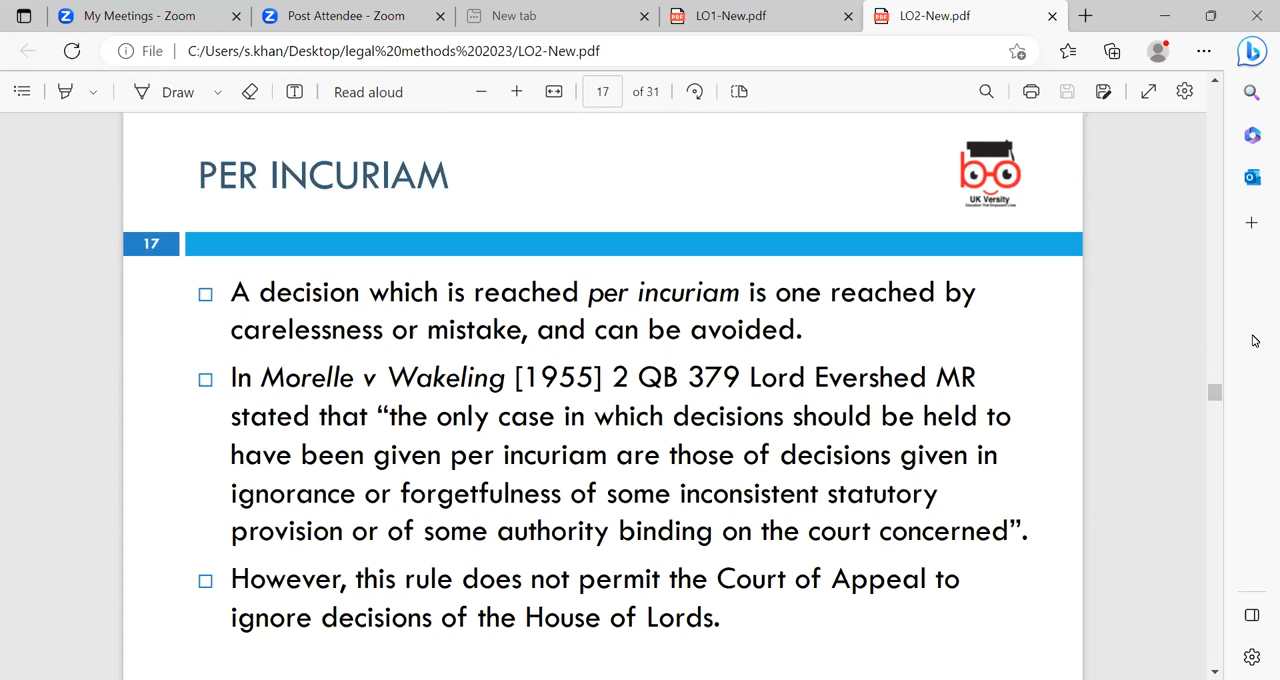 My Meetings - Zoom
Post Attendee - Zoom
New tab
LO1-New.pdf
LO2-New.pdf
File
C:/Users/s.khan/Desktop/legal%20methods%202023/LO2-New.pdf
Draw
Read aloud
17
of 31
PER INCURIAM
UK Versity
Education That Empowers Lives
17
A decision which is reached per incuriam is one reached by
carelessness or mistake, and can be avoided.
In Morelle v Wakeling [1955] 2 QB 379 Lord Evershed MR
stated that “the only case in which decisions should be held to
have been given per incuriam are those of decisions given in
ignorance or forgetfulness of some inconsistent statutory
provision or of some authority binding on the court concerned”.
However, this rule does not permit the Court of Appeal to
ignore decisions of the House of Lords.